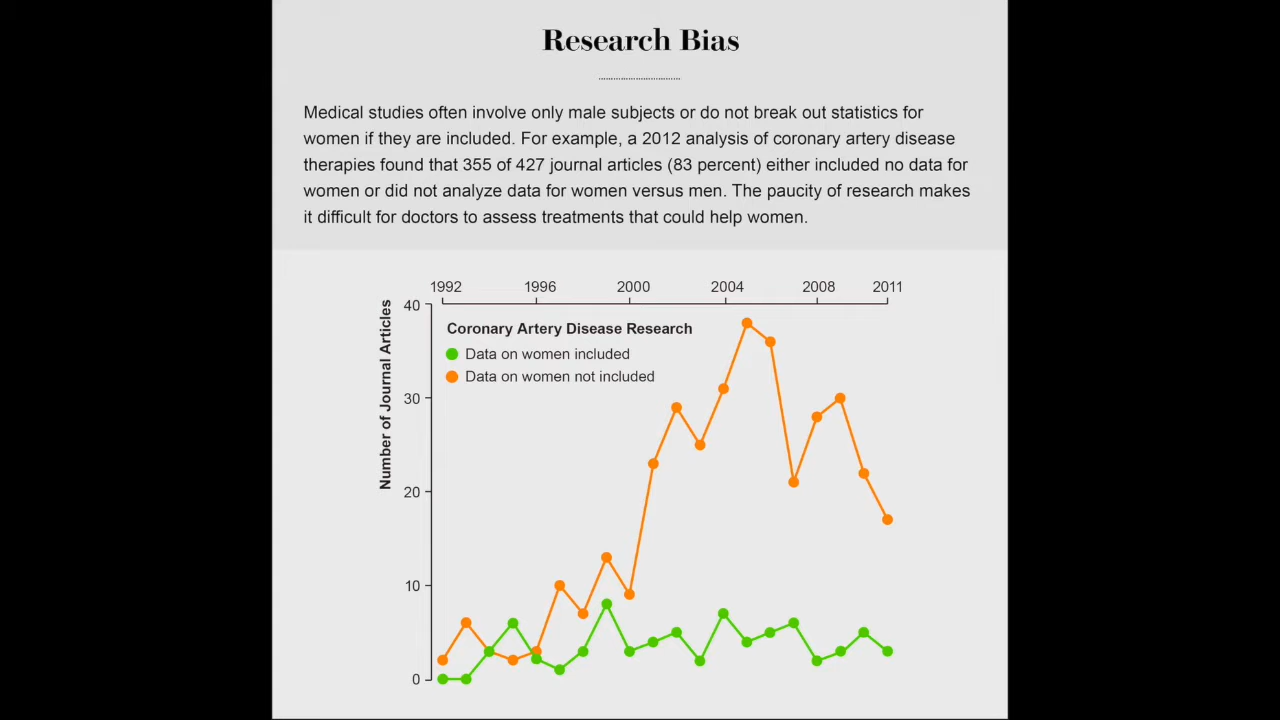 Research Bias
Medical studies often involve only male subjects or do not break out statistics for
women if they are included. For example, a 2012 analysis of coronary artery disease
therapies found that 355 of 427 journal articles (83 percent) either included no data for
women or did not analyze data for women versus men. The paucity of research makes
it difficult for doctors to assess treatments that could help women.
1992 1996 2000 2004 2008 2011
Number of Journal Articles
40
30
20
10
0
Coronary Artery Disease Research
Data on women included
Data on women not included